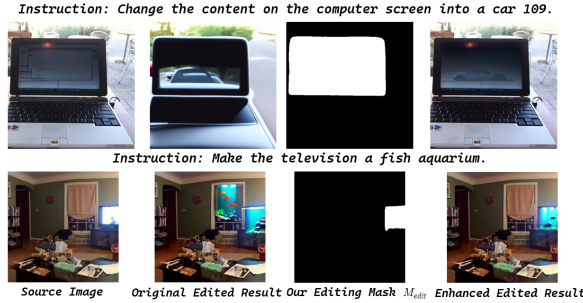 Instruction: Change the content on the computer screen into a car 109.
Instruction: Make the television a fish aquarium.
Source Image Original Edited Result Our Editing Mask M_edit Enhanced Edited Result